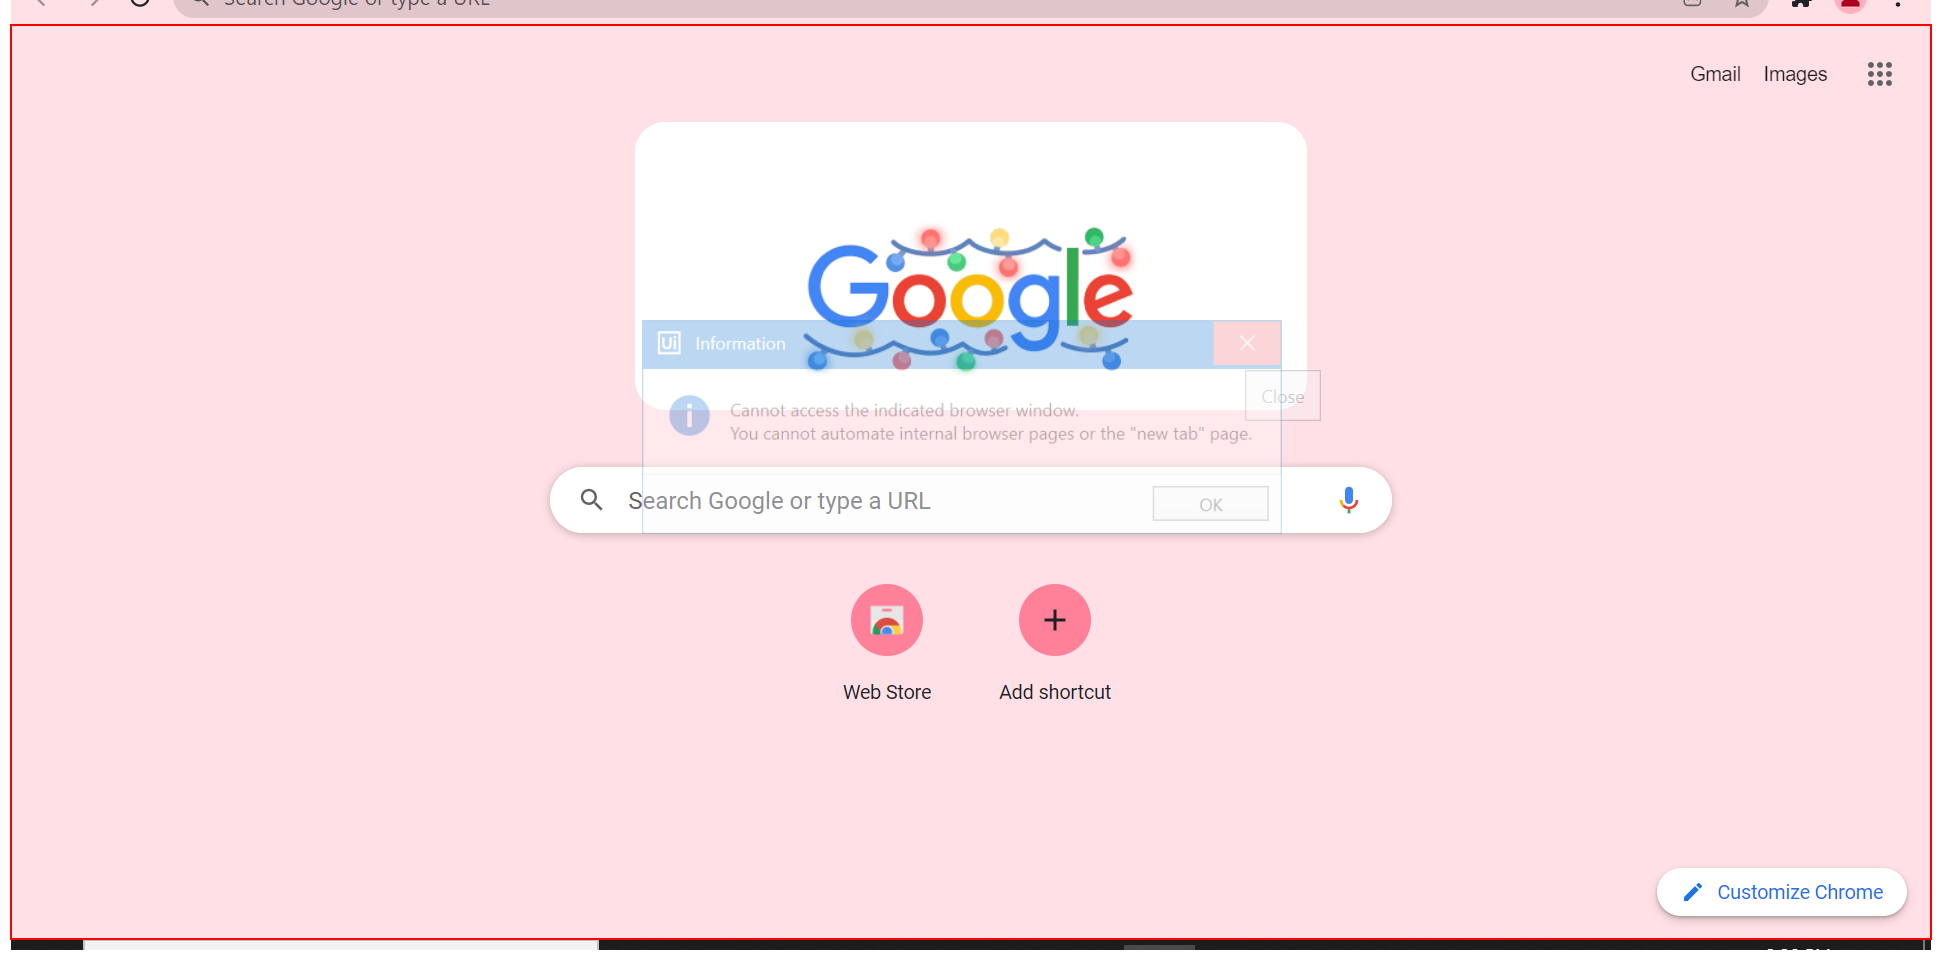 Search Google or type a URL
Gmail Images
Google
Ui Information
Close
Cannot access the indicated browser window.
You cannot automate internal browser pages or the "new tab" page.
Search Google or type a URL
OK
Web Store
Add shortcut
Customize Chrome